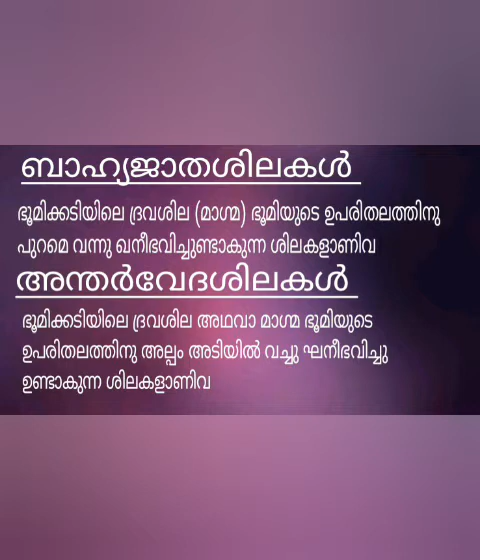 ബാഹ്യജാതശിലകൾ
ഭൂമിക്കടിയിലെ ദ്രവശില (മാഗ്മ) ഭൂമിയുടെ ഉപരിതലത്തിനു
പുറമെ വന്നു ഖനീഭവിച്ചുണ്ടാകുന്ന ശിലകളാണിവ
അന്തർവേദശിലകൾ
ഭൂമിക്കടിയിലെ ദ്രവശില അഥവാ മാഗ്മ ഭൂമിയുടെ
ഉപരിതലത്തിനു അല്പം അടിയിൽ വച്ചു ഘനീഭവിച്ചു
ഉണ്ടാകുന്ന ശിലകളാണിവ